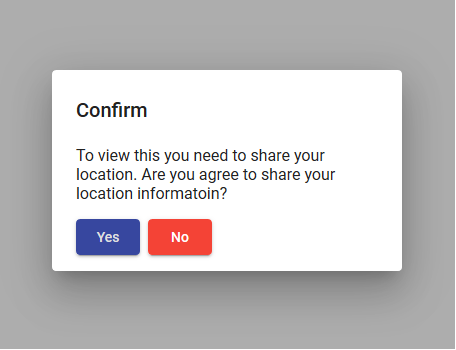 Confirm
To view this you need to share your
location. Are you agree to share your
location informatoin?
Yes
No